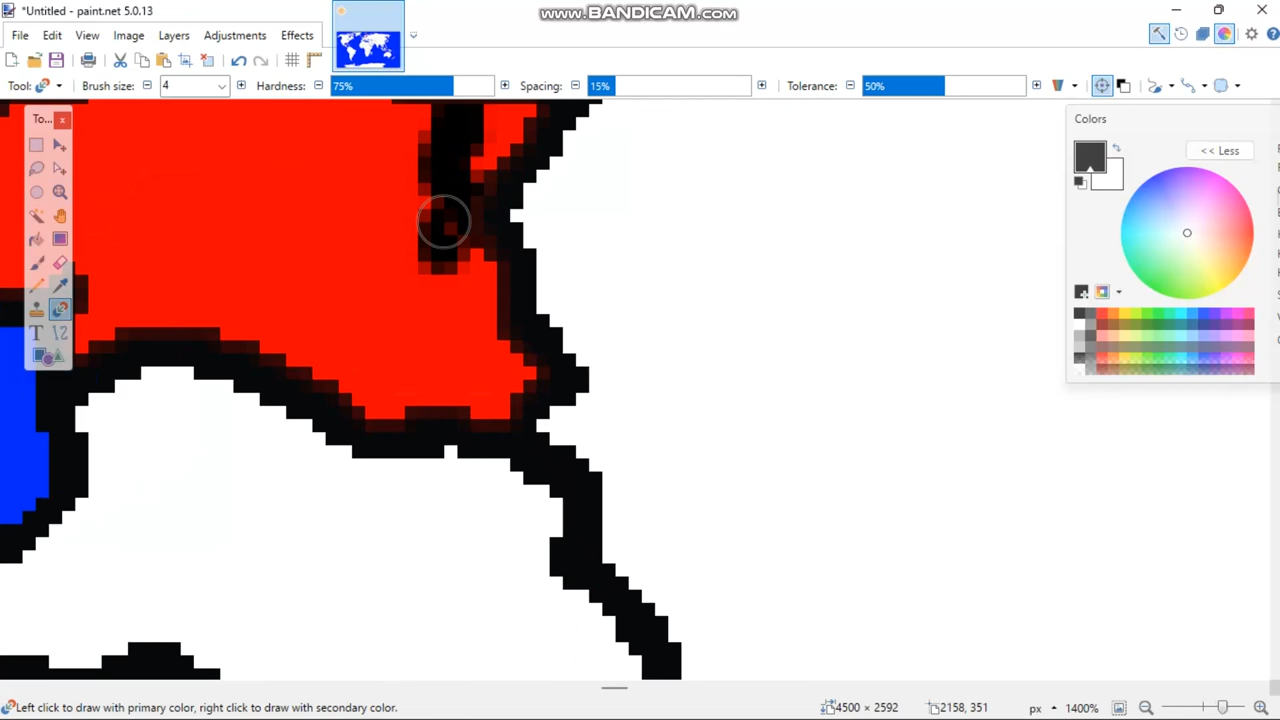 *Untitled - paint.net 5.0.13
www.BANDICAM.com
File Edit View Image Layers Adjustments Effects
Tool: Brush size: 4 Hardness: 75% Spacing: 15% Tolerance: 50%
To...
Colors
<< Less
Left click to draw with primary color, right click to draw with secondary color.
4500 × 2592
2158, 351
px
1400%